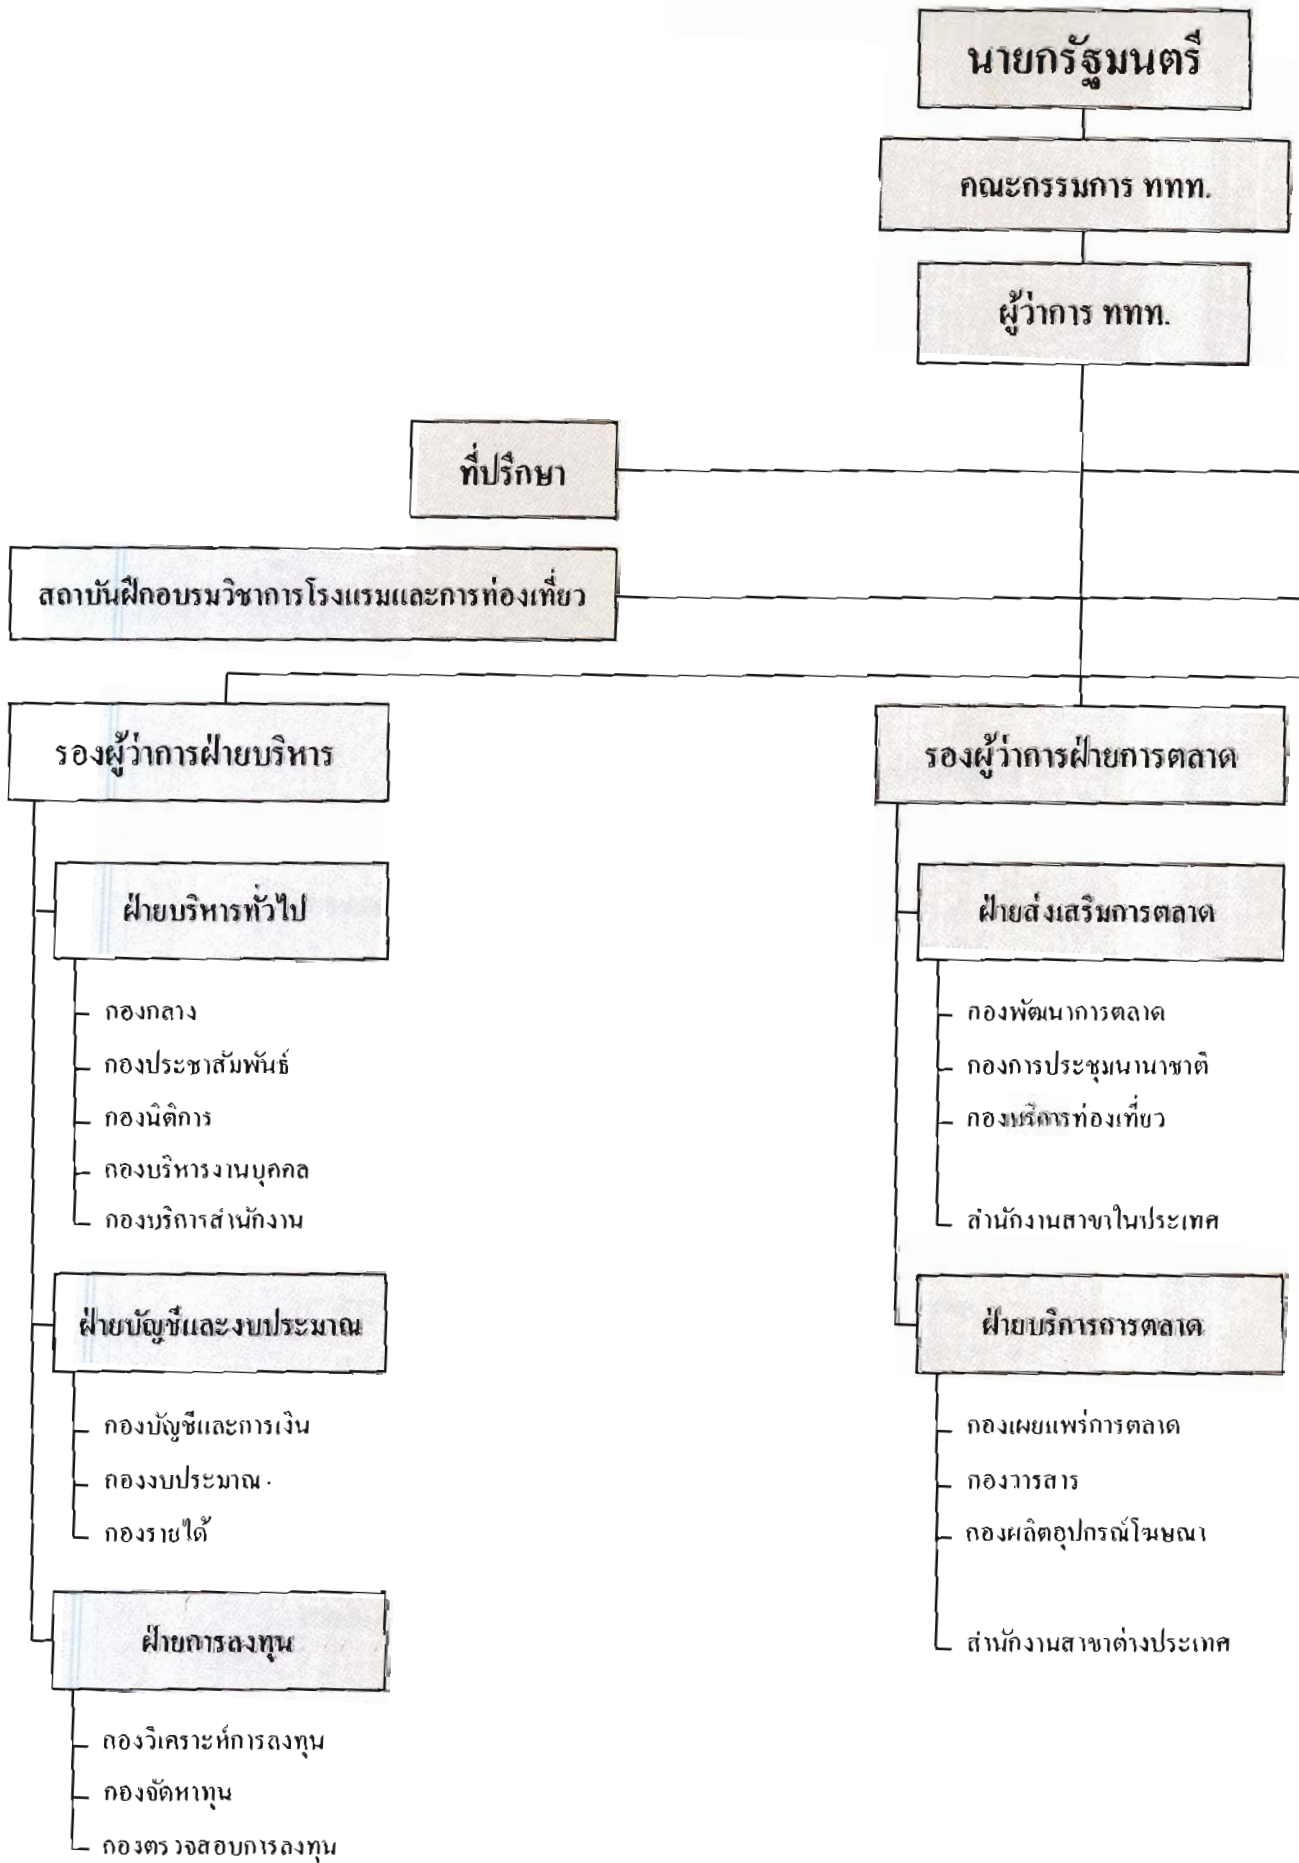 นายกรัฐมนตรี
คณะกรรมการ ททท.
ผู้ว่าการ ททท.
ที่ปรึกษา
สถาบันฝึกอบรมวิชาการโรงแรมและการท่องเที่ยว
รองผู้ว่าการฝ่ายบริหาร
ฝ่ายบริหารทั่วไป
กองกลาง
กองประชาสัมพันธ์
กองนิติการ
กองบริหารงานบุคคล
กองบริการสำนักงาน
ฝ่ายบัญชีและงบประมาณ
กองบัญชีและการเงิน
กองงบประมาณ
กองรายได้
ฝ่ายการลงทุน
กองวิเคราะห์การลงทุน
กองจัดหาทุน
กองตรวจสอบการลงทุน
รองผู้ว่าการฝ่ายการตลาด
ฝ่ายส่งเสริมการตลาด
กองพัฒนาการตลาด
กองการประชุมนานาชาติ
กองบริการท่องเที่ยว
สำนักงานสาขาในประเทศ
ฝ่ายบริการการตลาด
กองเผยแพร่การตลาด
กองวารสาร
กองผลิตอุปกรณ์โฆษณา
สำนักงานสาขาต่างประเทศ